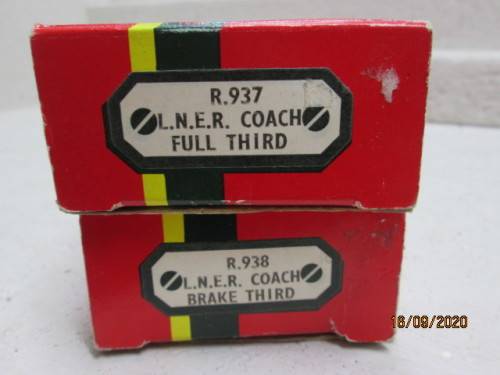 R.937
L.N.E.R. COACH
FULL THIRD
R.938
L.N.E.R. COACH
BRAKE THIRD
16/09/2020